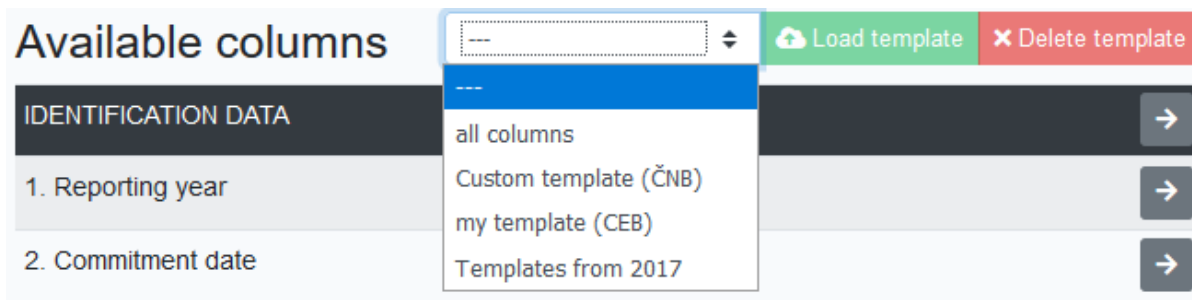 Available columns
---
Load template
Delete template
---
all columns
Custom template (ČNB)
my template (CEB)
Templates from 2017
IDENTIFICATION DATA
1. Reporting year
2. Commitment date